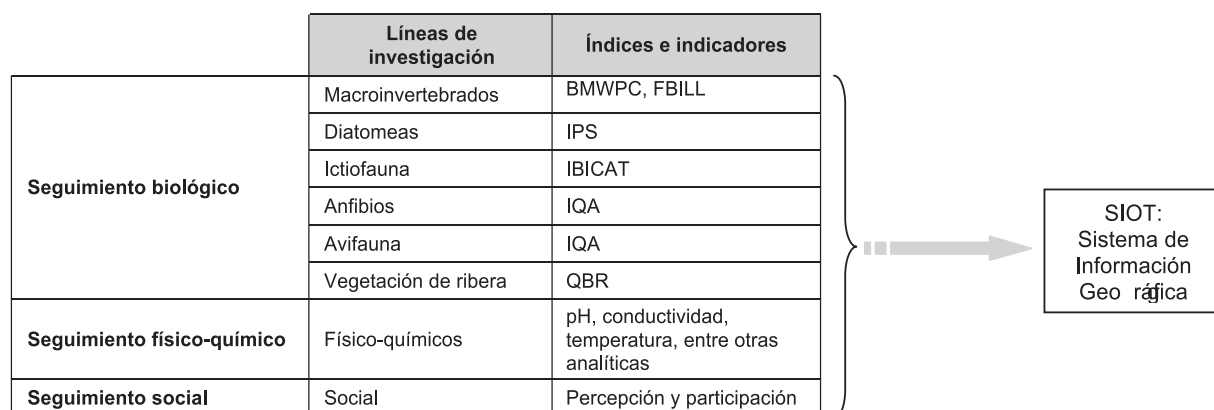 Líneas de
investigación
Índices e indicadores
Seguimiento biológico
Macroinvertebrados
BMWPC, FBILL
Diatomeas
IPS
Ictiofauna
IBICAT
Anfibios
IQA
Avifauna
IQA
Vegetación de ribera
QBR
Seguimiento físico-químico
Físico-químicos
pH, conductividad,
temperatura, entre otras
analíticas
Seguimiento social
Social
Percepción y participación
SIOT:
Sistema de
Información
Geo